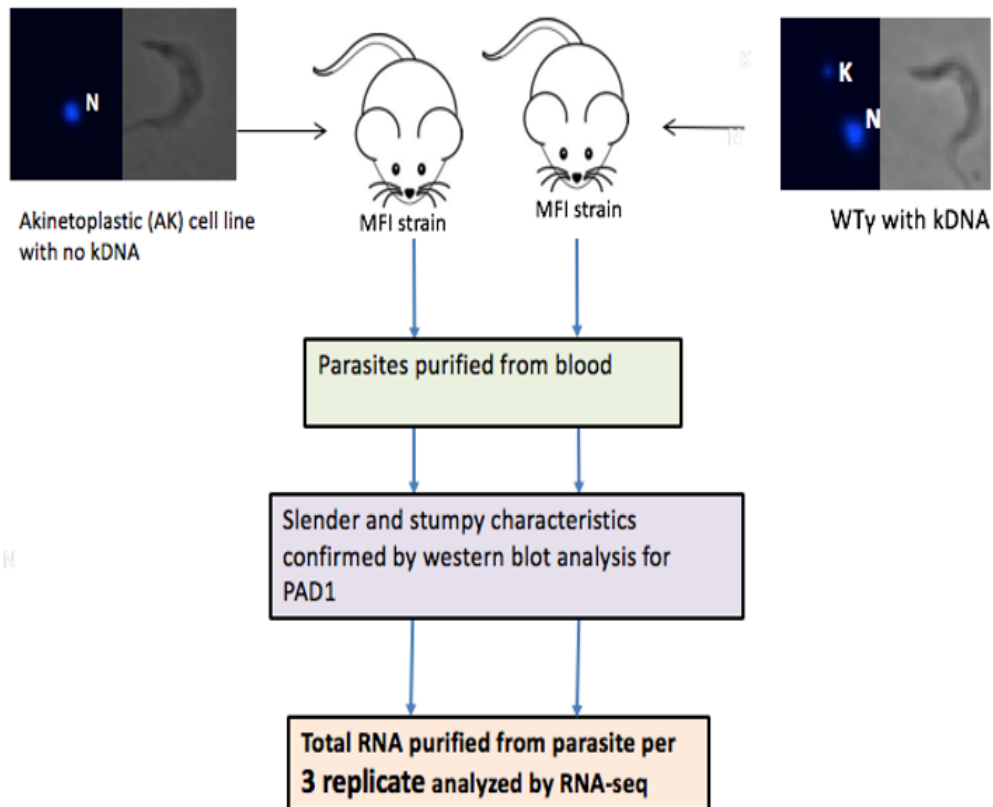 N
K
N
Akinetoplastic (AK) cell line
with no kDNA
MFI strain
MFI strain
WTγ with kDNA
Parasites purified from blood
Slender and stumpy characteristics
confirmed by western blot analysis for
PAD1
Total RNA purified from parasite per
3 replicate analyzed by RNA-seq